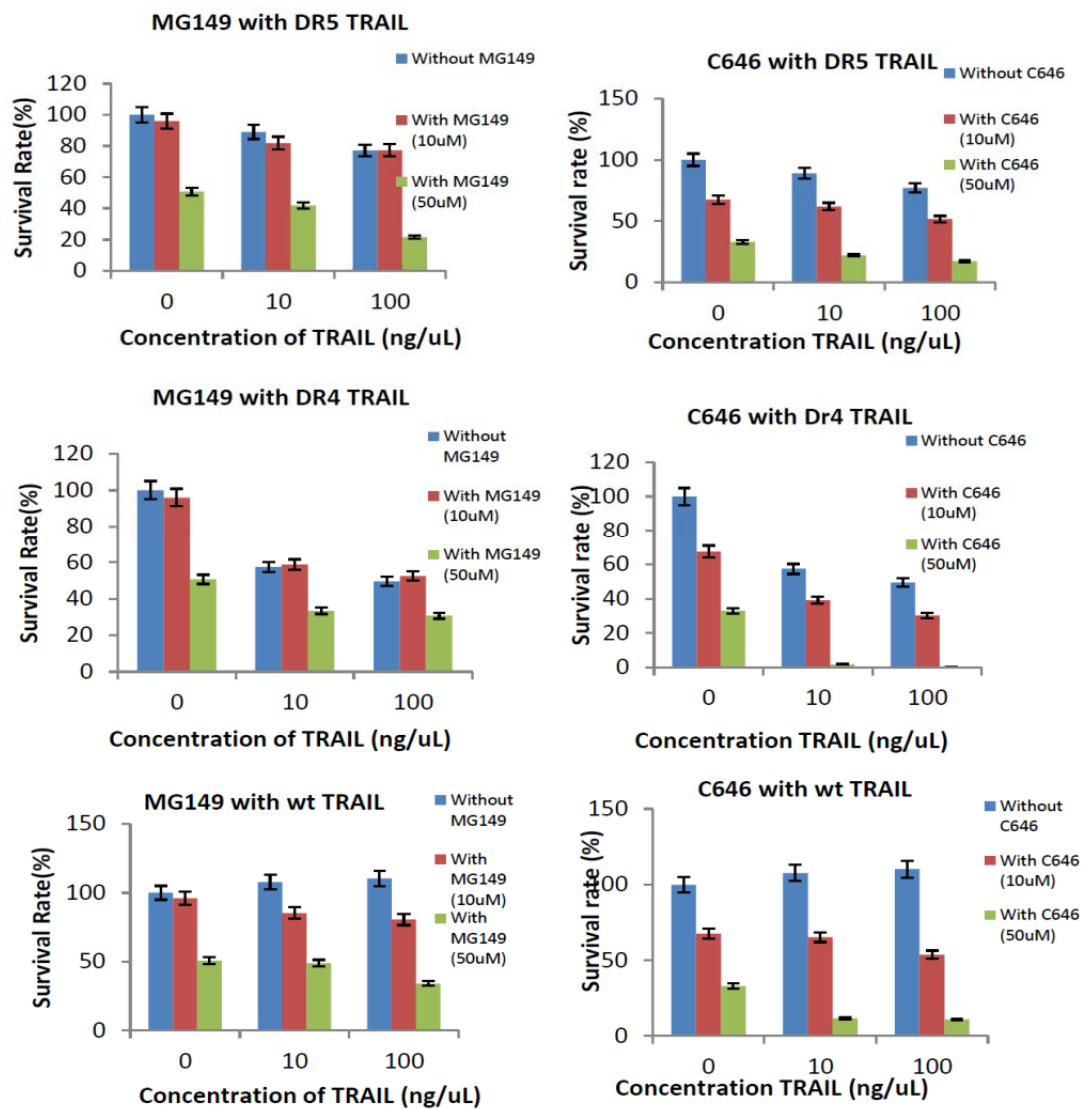 MG149 with DR5 TRAIL
Without MG149
With MG149
(10uM)
With MG149
(50uM)
Survival Rate(%)
120
100
80
60
40
20
0
0 10 100
Concentration of TRAIL (ng/uL)
C646 with DR5 TRAIL
Without C646
With C646
(10uM)
With C646
(50uM)
Survival rate (%)
150
100
50
0
0 10 100
Concentration TRAIL (ng/uL)
MG149 with DR4 TRAIL
Without
MG149
With MG149
(10uM)
With MG149
(50uM)
Survival Rate(%)
120
100
80
60
40
20
0
0 10 100
Concentration of TRAIL (ng/uL)
C646 with Dr4 TRAIL
Without C646
With C646
(10uM)
With C646
(50uM)
Survival rate (%)
120
100
80
60
40
20
0
0 10 100
Concentration TRAIL (ng/uL)
MG149 with wt TRAIL
Without
MG149
With
MG149
(10uM)
With
MG149
(50uM)
Survival Rate(%)
150
100
50
0
0 10 100
Concentration of TRAIL (ng/uL)
C646 with wt TRAIL
Without
C646
With C646
(10uM)
With C646
(50uM)
Survival rate (%)
150
100
50
0
0 10 100
Concentration TRAIL (ng/uL)